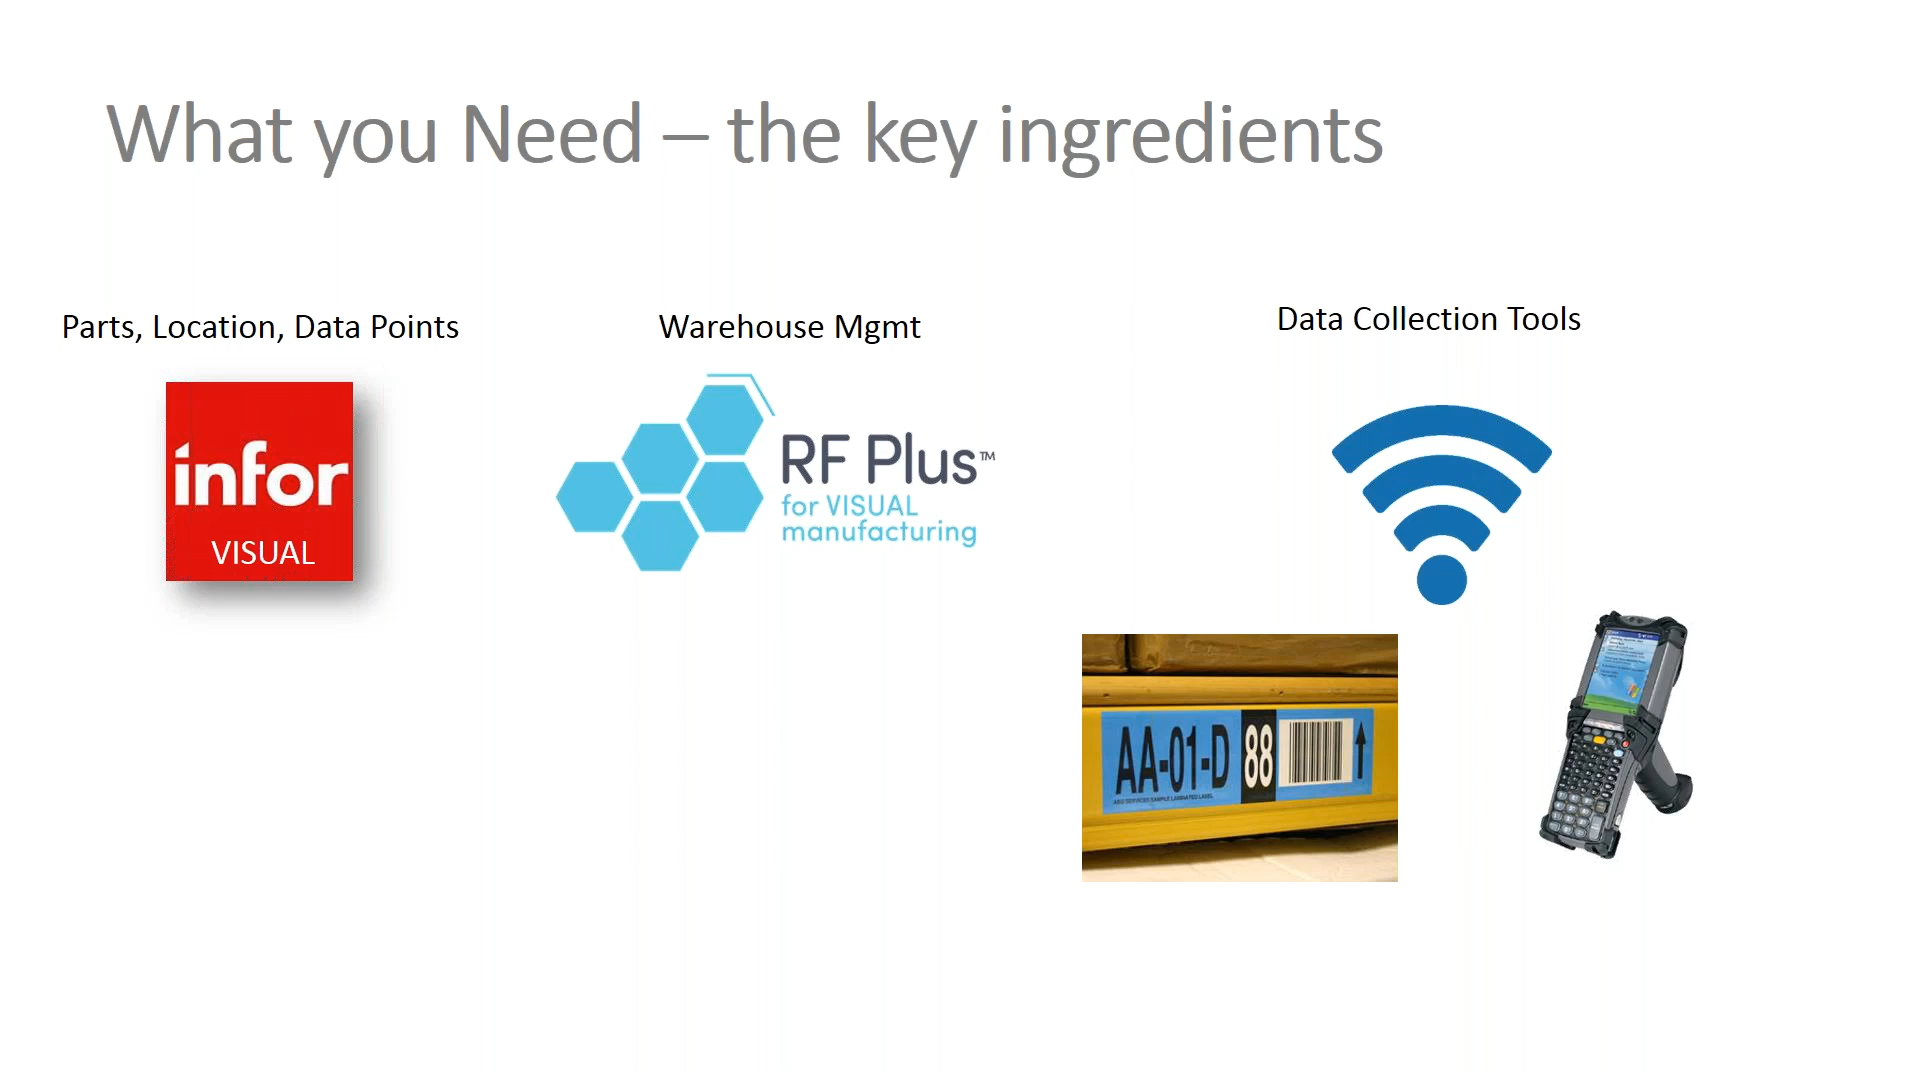 What you Need – the key ingredients
Parts, Location, Data Points
Warehouse Mgmt
Data Collection Tools
infor
VISUAL
RF Plus™
for VISUAL
manufacturing
AA-01-D 88